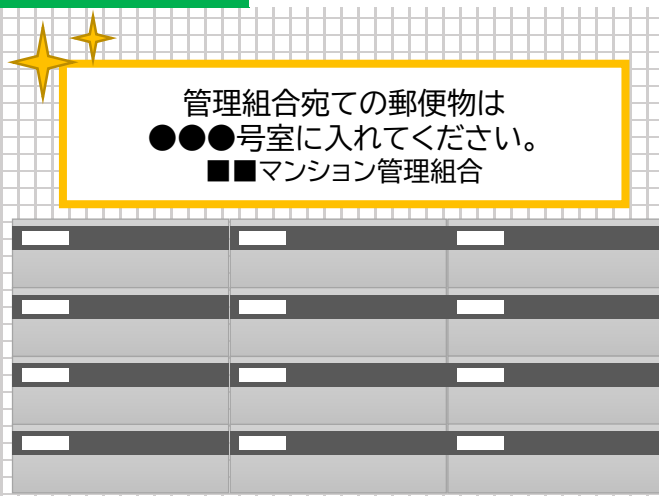 管理組合宛ての郵便物は
●●●号室に入れてください。
■■マンション管理組合